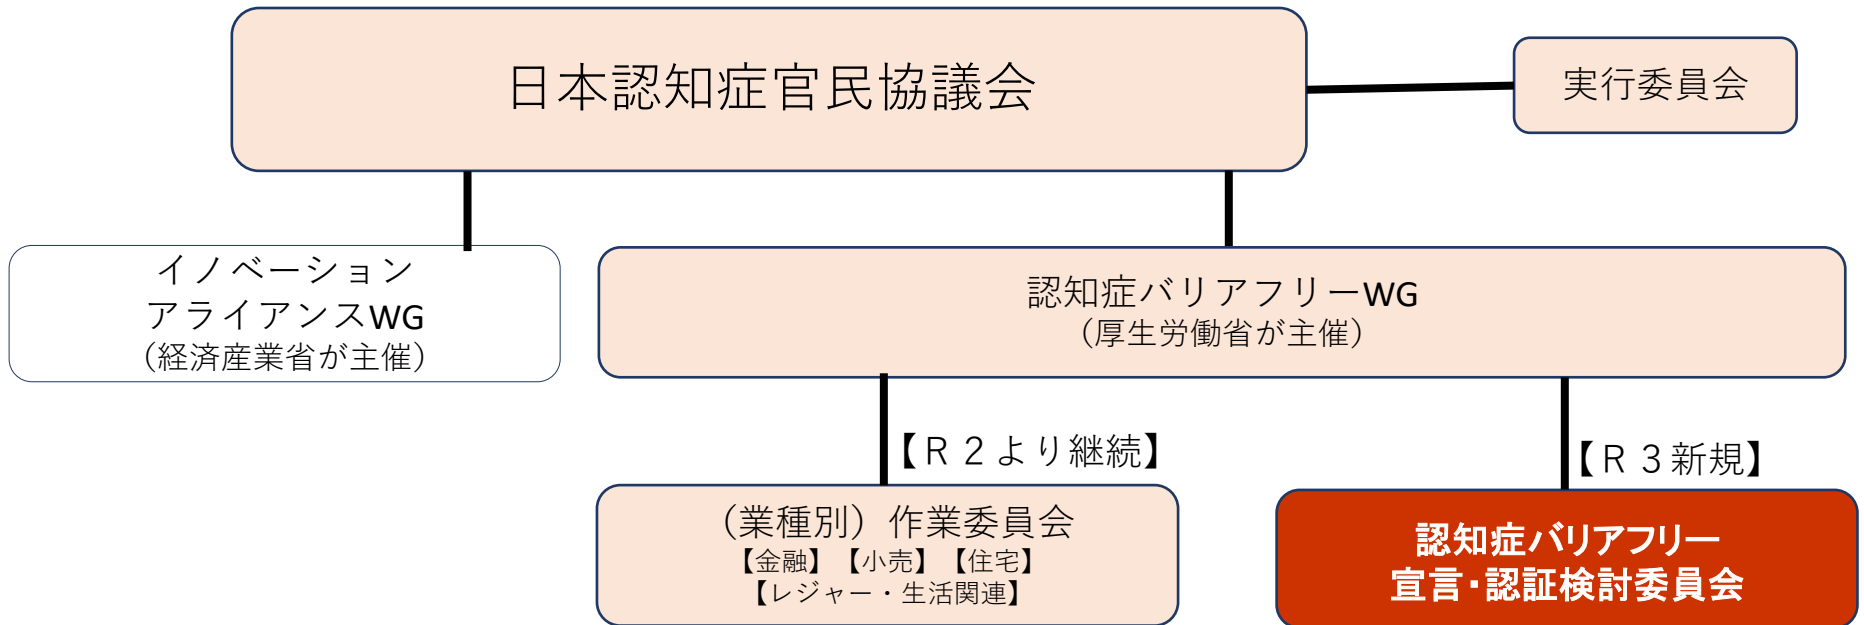 日本認知症官民協議会
実行委員会
イノベーション
アライアンスWG
（経済産業省が主催）
認知症バリアフリーWG
（厚生労働省が主催）
【Ｒ２より継続】
【Ｒ３新規】
（業種別）作業委員会
【金融】【小売】【住宅】
【レジャー・生活関連】
認知症バリアフリー
宣言・認証検討委員会